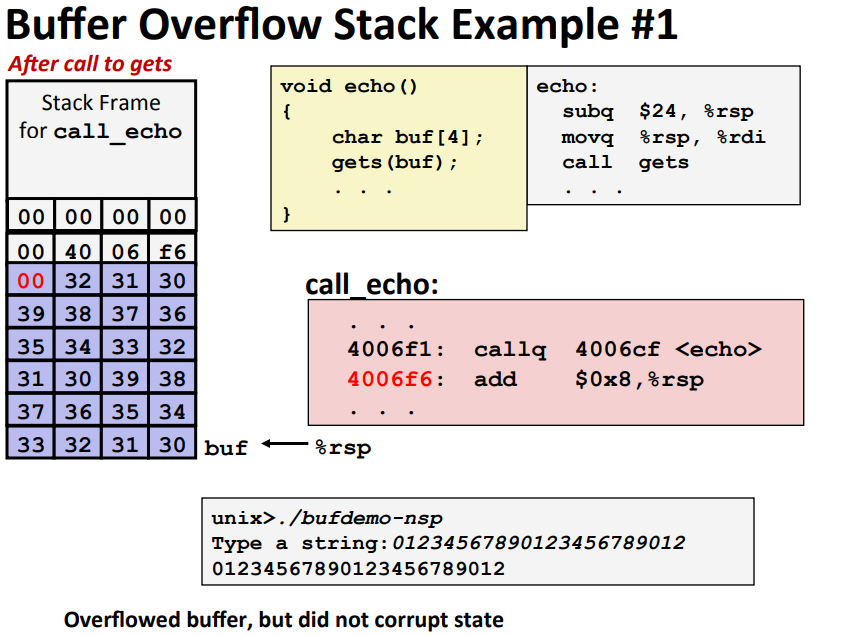 Buffer Overflow Stack Example #1
After call to gets
Stack Frame
for call_echo
00 00 00 00
00 40 06 f6
00 32 31 30
39 38 37 36
35 34 33 32
31 30 39 38
37 36 35 34
33 32 31 30
buf
%rsp
void echo()
{
char buf[4];
gets(buf);
. . .
}
echo:
subq $24, %rsp
movq %rsp, %rdi
call gets
. . .
call_echo:
. . .
4006f1: callq 4006cf <echo>
4006f6: add $0x8,%rsp
. . .
unix>./bufdemo-nsp
Type a string:01234567890123456789012
01234567890123456789012
Overflowed buffer, but did not corrupt state